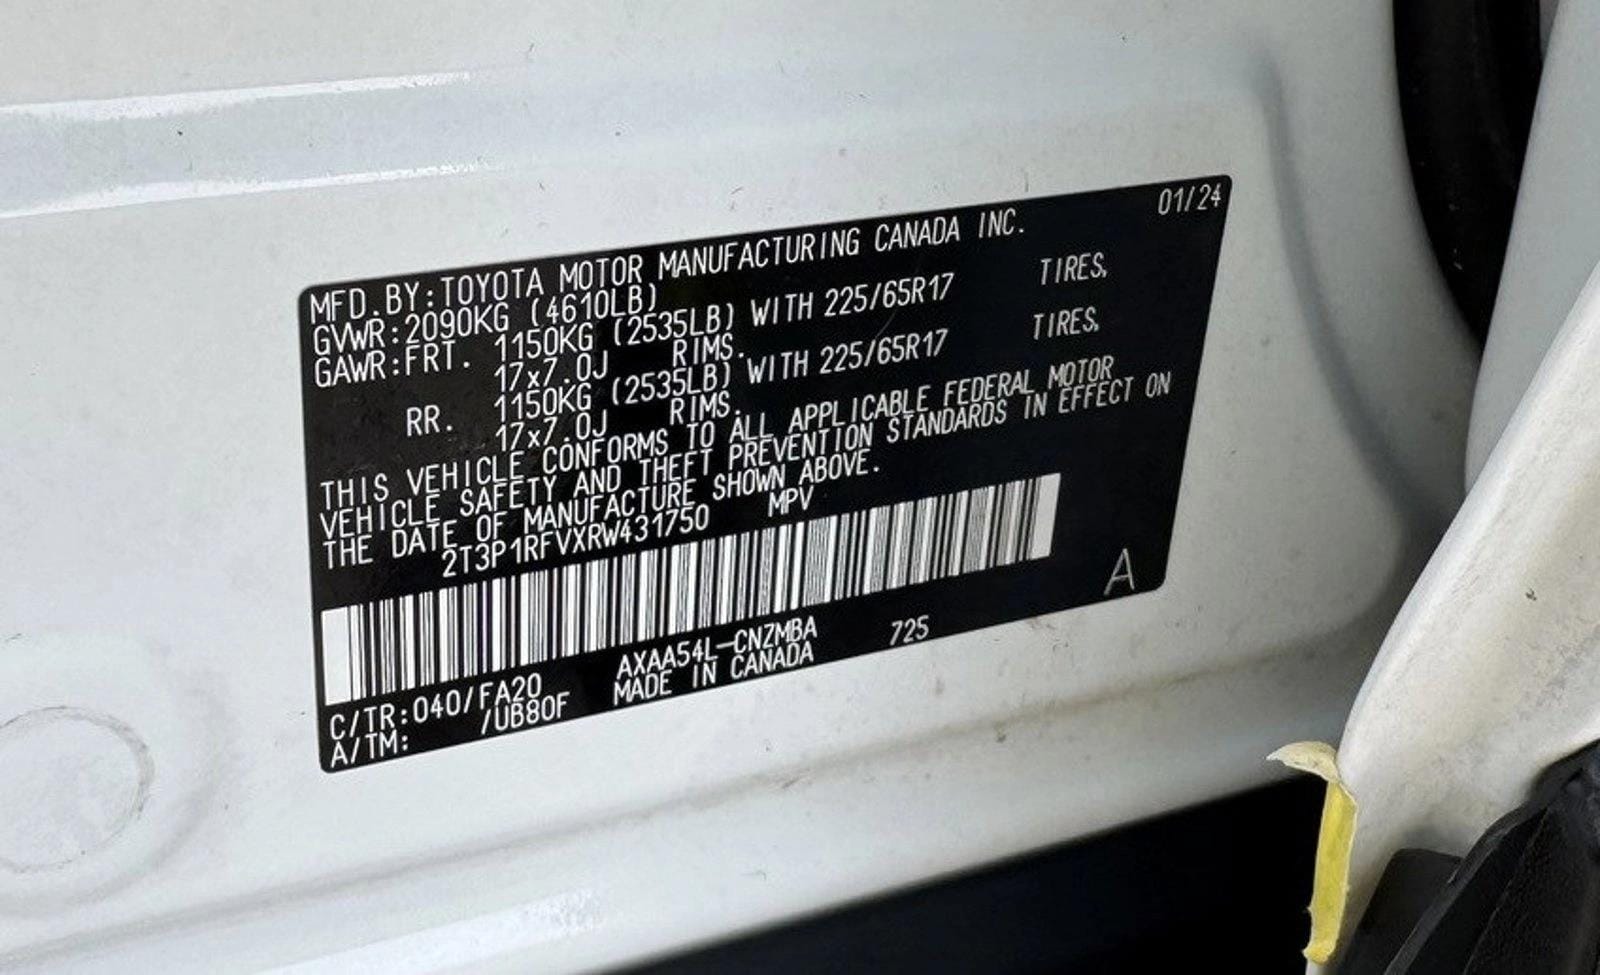 01/24
MFD.BY:TOYOTA MOTOR MANUFACTURING CANADA INC.
GVWR:2090KG (4610LB)
GAWR:FRT. 1150KG (2535LB) WITH 225/65R17 TIRES,
17x7.0J RIMS.
RR. 1150KG (2535LB) WITH 225/65R17 TIRES,
17x7.0J RIMS.
THIS VEHICLE CONFORMS TO ALL APPLICABLE FEDERAL MOTOR
VEHICLE SAFETY AND THEFT PREVENTION STANDARDS IN EFFECT ON
THE DATE OF MANUFACTURE SHOWN ABOVE.
2T3P1RFVXRW431750 MPV
A
AXAA54L-CNZMBA 725
C/TR:040/FA20 MADE IN CANADA
A/TM: /UB80F